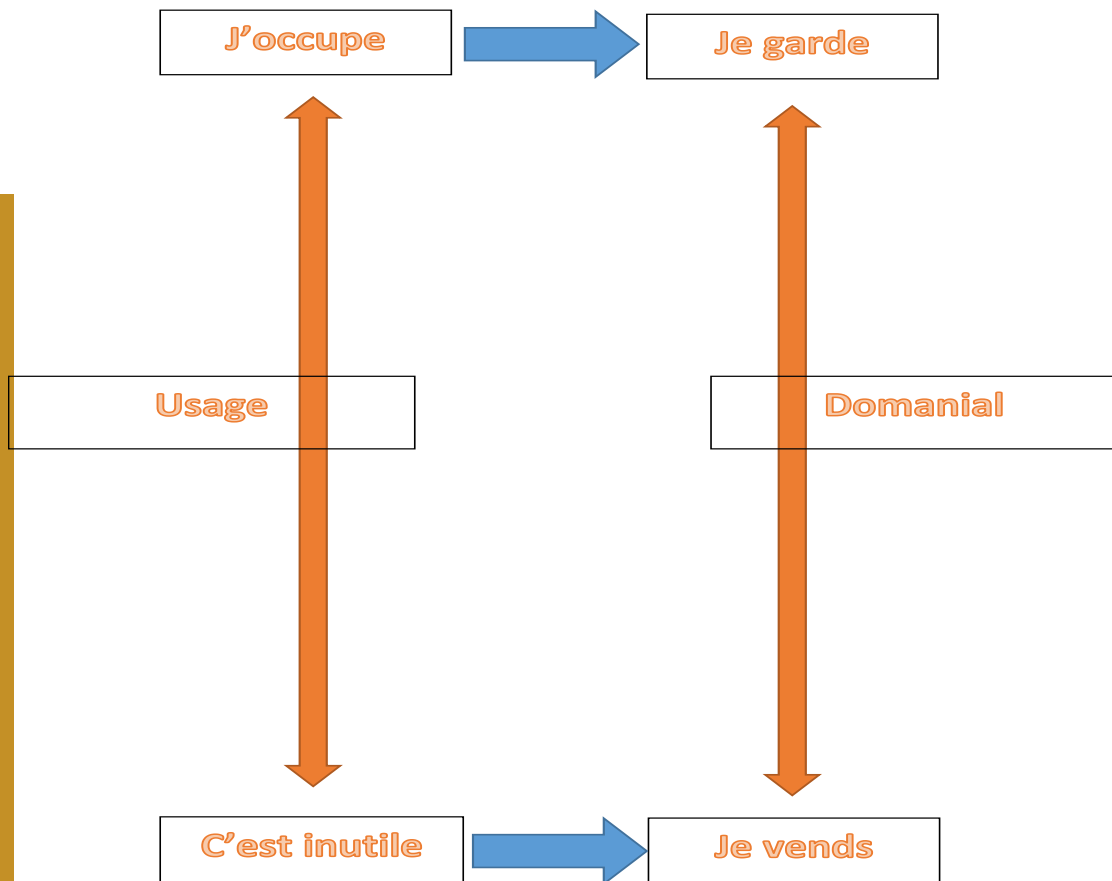 J’occupe
Je garde
Usage
Domanial
C’est inutile
Je vends